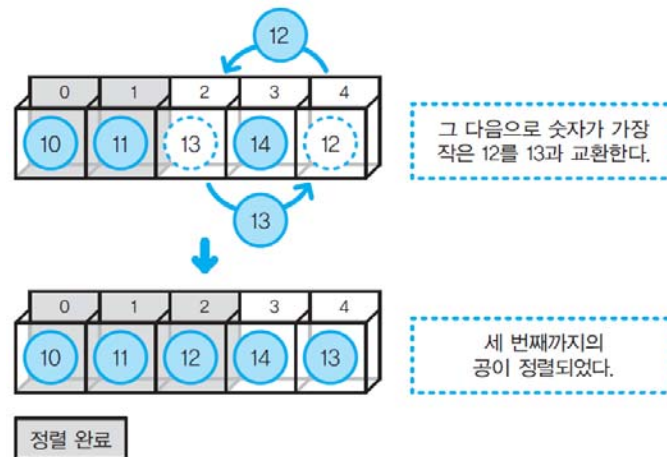 12
0 1 2 3 4
10 11 13 14 12
그 다음으로 숫자가 가장
작은 12를 13과 교환한다.
13
0 1 2 3 4
10 11 12 14 13
세 번째까지의
공이 정렬되었다.
정렬 완료